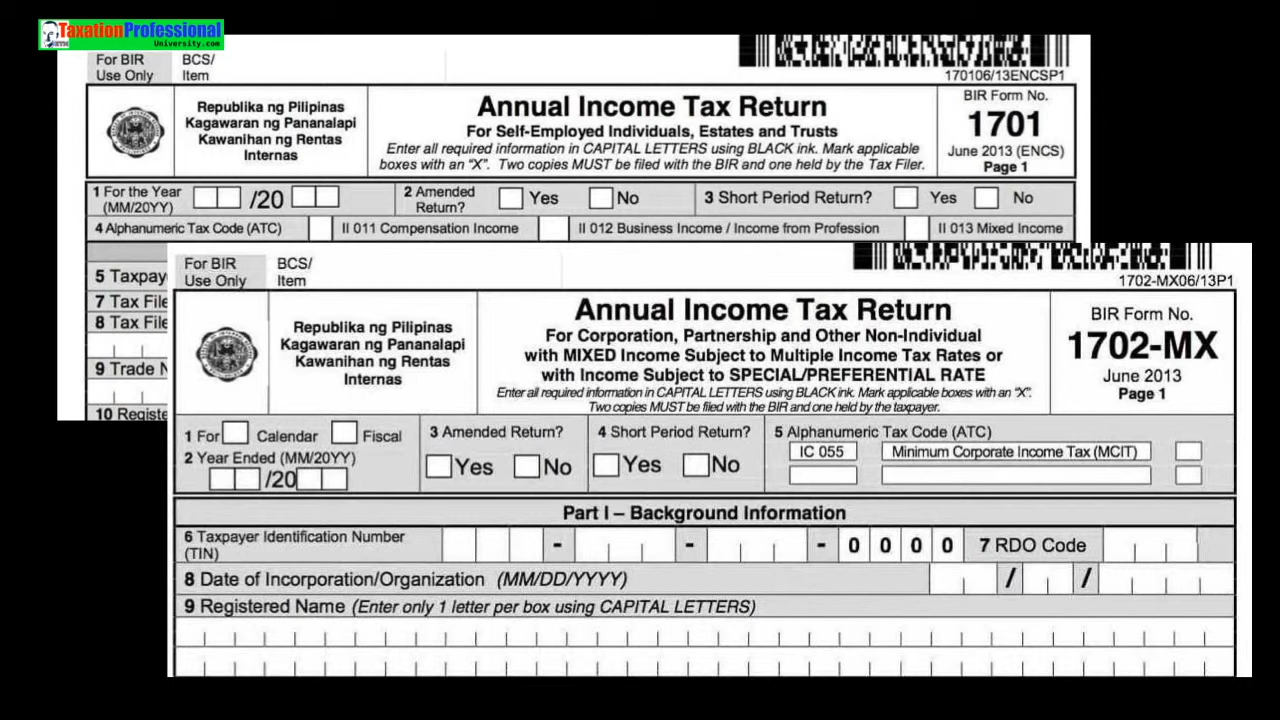 TaxationProfessional
University.com
For BIR BCS/
Use Only Item
170106/13ENCSP1
Republika ng Pilipinas
Kagawaran ng Pananalapi
Kawanihan ng Rentas
Internas
Annual Income Tax Return
For Self-Employed Individuals, Estates and Trusts
Enter all required information in CAPITAL LETTERS using BLACK ink. Mark applicable
boxes with an "X". Two copies MUST be filed with the BIR and one held by the Tax Filer.
BIR Form No.
1701
June 2013 (ENCS)
Page 1
1 For the Year
(MM/20YY)
/20
2 Amended
Return?
Yes No
3 Short Period Return? Yes No
4 Alphanumeric Tax Code (ATC) II 011 Compensation Income II 012 Business Income / Income from Profession II 013 Mixed Income
5 Taxpay
7 Tax File
8 Tax File
9 Trade N
10 Registe
For BIR BCS/
Use Only Item
1702-MX06/13P1
Republika ng Pilipinas
Kagawaran ng Pananalapi
Kawanihan ng Rentas
Internas
Annual Income Tax Return
For Corporation, Partnership and Other Non-Individual
with MIXED Income Subject to Multiple Income Tax Rates or
with Income Subject to SPECIAL/PREFERENTIAL RATE
Enter all required information in CAPITAL LETTERS using BLACK ink. Mark applicable boxes with an "X".
Two copies MUST be filed with the BIR and one held by the taxpayer.
BIR Form No.
1702-MX
June 2013
Page 1
1 For Calendar Fiscal
2 Year Ended (MM/20YY)
/20
3 Amended Return?
Yes No
4 Short Period Return?
Yes No
5 Alphanumeric Tax Code (ATC)
IC 055 Minimum Corporate Income Tax (MCIT)
Part I – Background Information
6 Taxpayer Identification Number
(TIN)
- - - 0 0 0 0 7 RDO Code
8 Date of Incorporation/Organization (MM/DD/YYYY) / /
9 Registered Name (Enter only 1 letter per box using CAPITAL LETTERS)